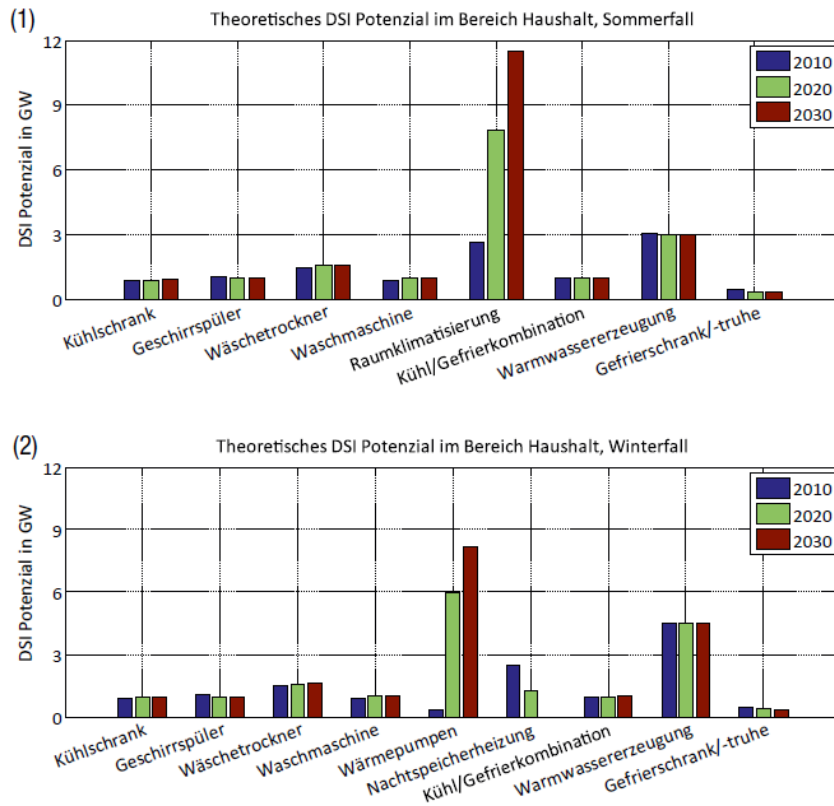 (1)
Theoretisches DSI Potenzial im Bereich Haushalt, Sommerfall
12
9
6
3
0
DSI Potenzial in GW
2010
2020
2030
Kühlschrank
Geschirrspüler
Wäschetrockner
Waschmaschine
Raumklimatisierung
Kühl/Gefrierkombination
Warmwassererzeugung
Gefrierschrank/-truhe
(2)
Theoretisches DSI Potenzial im Bereich Haushalt, Winterfall
12
9
6
3
0
DSI Potenzial in GW
2010
2020
2030
Kühlschrank
Geschirrspüler
Wäschetrockner
Waschmaschine
Wärmepumpen
Nachtspeicherheizung
Kühl/Gefrierkombination
Warmwassererzeugung
Gefrierschrank/-truhe